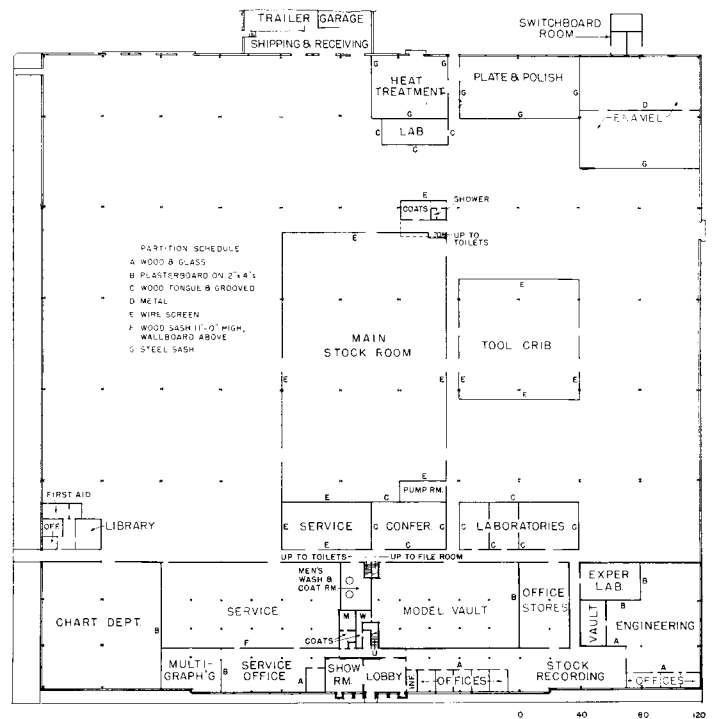 TRAILER GARAGE
SHIPPING & RECEIVING
SWITCHBOARD
ROOM
G G
HEAT
TREATMENT
G
PLATE & POLISH
G G G
G
D
ENAMEL
G
C LAB C
C
E SHOWER
COATS
UP TO
TOILETS
E
PARTITION SCHEDULE
A WOOD & GLASS
B PLASTERBOARD ON 2"x4"s
C WOOD TONGUE & GROOVED
D METAL
E WIRE SCREEN
F WOOD SASH 11'-0" HIGH,
WALLBOARD ABOVE
G STEEL SASH
MAIN
STOCK ROOM
E E
E
TOOL CRIB
E E
E
E
PUMP RM.
FIRST AID
OFF
LIBRARY
E C
E SERVICE
E
C CONFER. C
C
C
C LABORATORIES C
C C
UP TO TOILETS
UP TO FILE ROOM
MEN'S
WASH &
COAT RM.
CHART DEPT.
B
SERVICE
F
COATS
M W
U
MODEL VAULT
B
OFFICE
STORES
EXPER
LAB.
B
B
VAULT
ENGINEERING
A
MULTI-
GRAPH'G
B
SERVICE
OFFICE
A
SHOW
RM.
LOBBY
INF.
A
OFFICES
STOCK
RECORDING
A
OFFICES
0 40 80 120